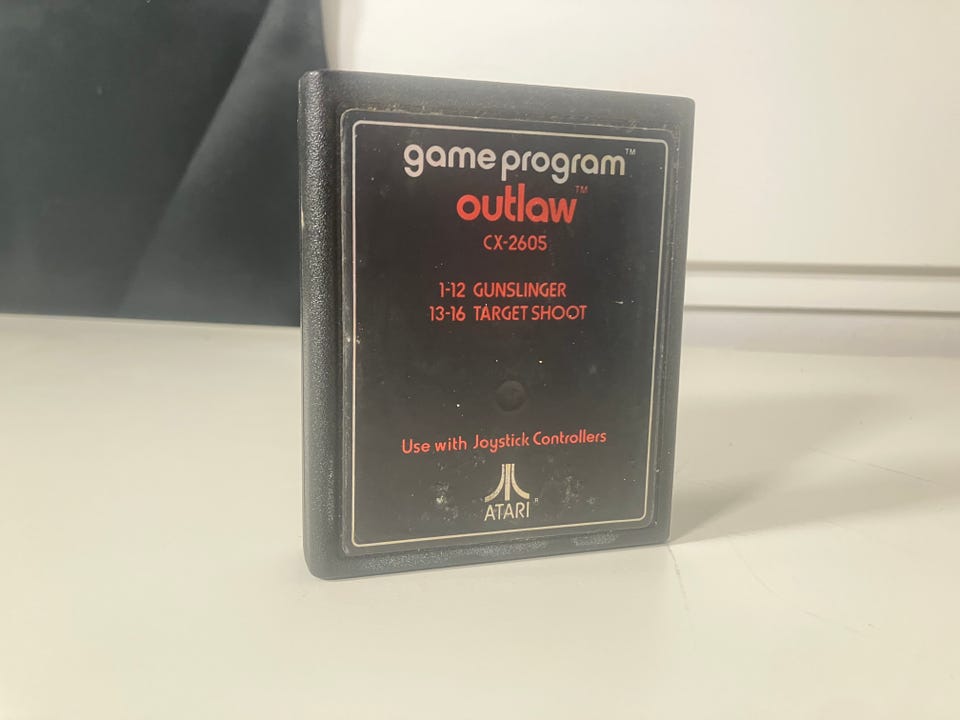 game program™
outlaw™
CX-2605
1-12 GUNSLINGER
13-16 TARGET SHOOT
Use with Joystick Controllers
ATARI®